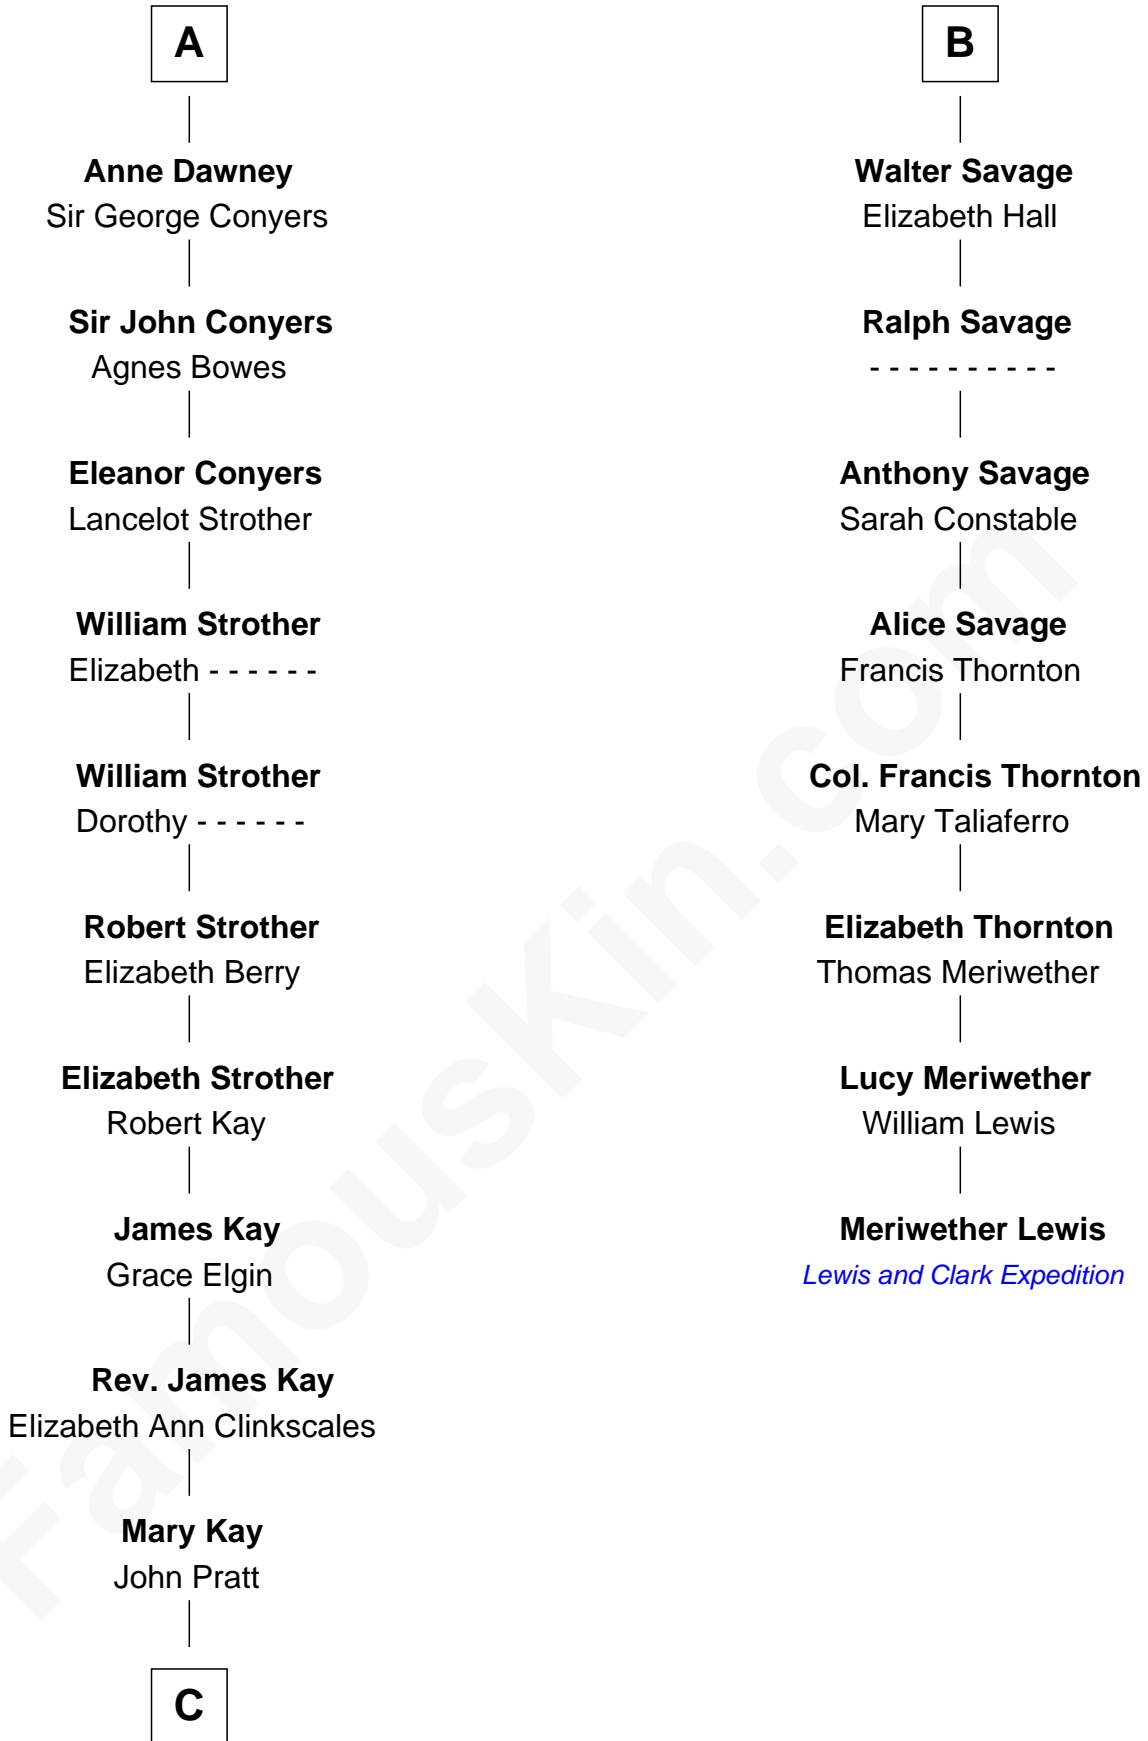 A
Anne Dawney
Sir George Conyers
Sir John Conyers
Agnes Bowes
Eleanor Conyers
Lancelot Strother
William Strother
Elizabeth - - - - - -
William Strother
Dorothy - - - - - -
Robert Strother
Elizabeth Berry
Elizabeth Strother
Robert Kay
James Kay
Grace Elgin
Rev. James Kay
Elizabeth Ann Clinkscales
Mary Kay
John Pratt
C
B
Walter Savage
Elizabeth Hall
Ralph Savage
- - - - - - - - - -
Anthony Savage
Sarah Constable
Alice Savage
Francis Thornton
Col. Francis Thornton
Mary Taliaferro
Elizabeth Thornton
Thomas Meriwether
Lucy Meriwether
William Lewis
Meriwether Lewis
Lewis and Clark Expedition
FamousKin.com